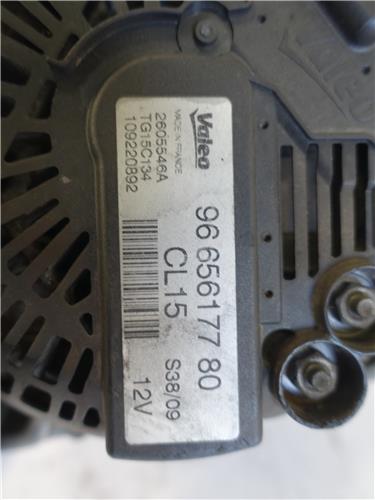 Valeo
MADE IN FRANCE
2605546A
TG15C134
109220892
96 656177 80
CL15
S38/09
12V